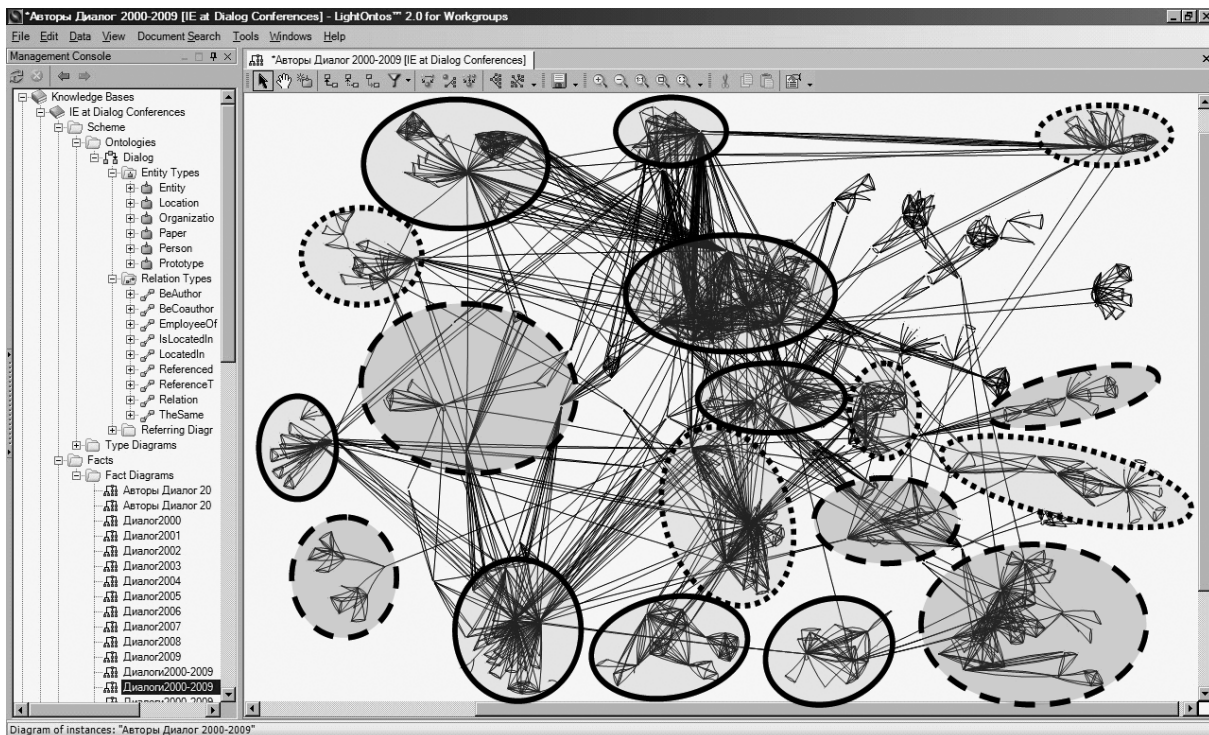 *Авторы Диалог 2000-2009 [IE at Dialog Conferences] - LightOntos™ 2.0 for Workgroups
File Edit Data View Document Search Tools Windows Help
Management Console
*Авторы Диалог 2000-2009 [IE at Dialog Conferences]
Knowledge Bases
IE at Dialog Conferences
Scheme
Ontologies
Dialog
Entity Types
Entity
Location
Organizatio
Paper
Person
Prototype
Relation Types
BeAuthor
BeCoauthor
EmployeeOf
IsLocatedIn
LocatedIn
Referenced
ReferenceT
Relation
TheSame
Referring Diagr
Type Diagrams
Facts
Fact Diagrams
Авторы Диалог 20
Авторы Диалог 20
Диалог2000
Диалог2001
Диалог2002
Диалог2003
Диалог2004
Диалог2005
Диалог2006
Диалог2007
Диалог2008
Диалог2009
Диалоги2000-2009
Диалоги2000-2009
Диалоги2000-2009
Diagram of instances: "Авторы Диалог 2000-2009"